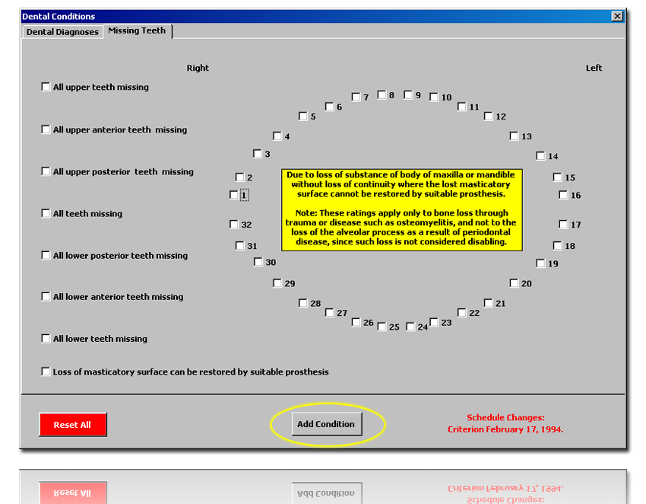 Dental Conditions
Dental Diagnoses Missing Teeth
Right Left
All upper teeth missing
All upper anterior teeth missing
All upper posterior teeth missing
All teeth missing
All lower posterior teeth missing
All lower anterior teeth missing
All lower teeth missing
Loss of masticatory surface can be restored by suitable prosthesis
1
2
3
4
5
6
7
8
9
10
11
12
13
14
15
16
17
18
19
20
21
22
23
24
25
26
27
28
29
30
31
32
Due to loss of substance of body of maxilla or mandible
without loss of continuity where the lost masticatory
surface cannot be restored by suitable prosthesis.
Note: These ratings apply only to bone loss through
trauma or disease such as osteomyelitis, and not to the
loss of the alveolar process as a result of periodontal
disease, since such loss is not considered disabling.
Reset All
Add Condition
Schedule Changes:
Criterion February 17, 1994.